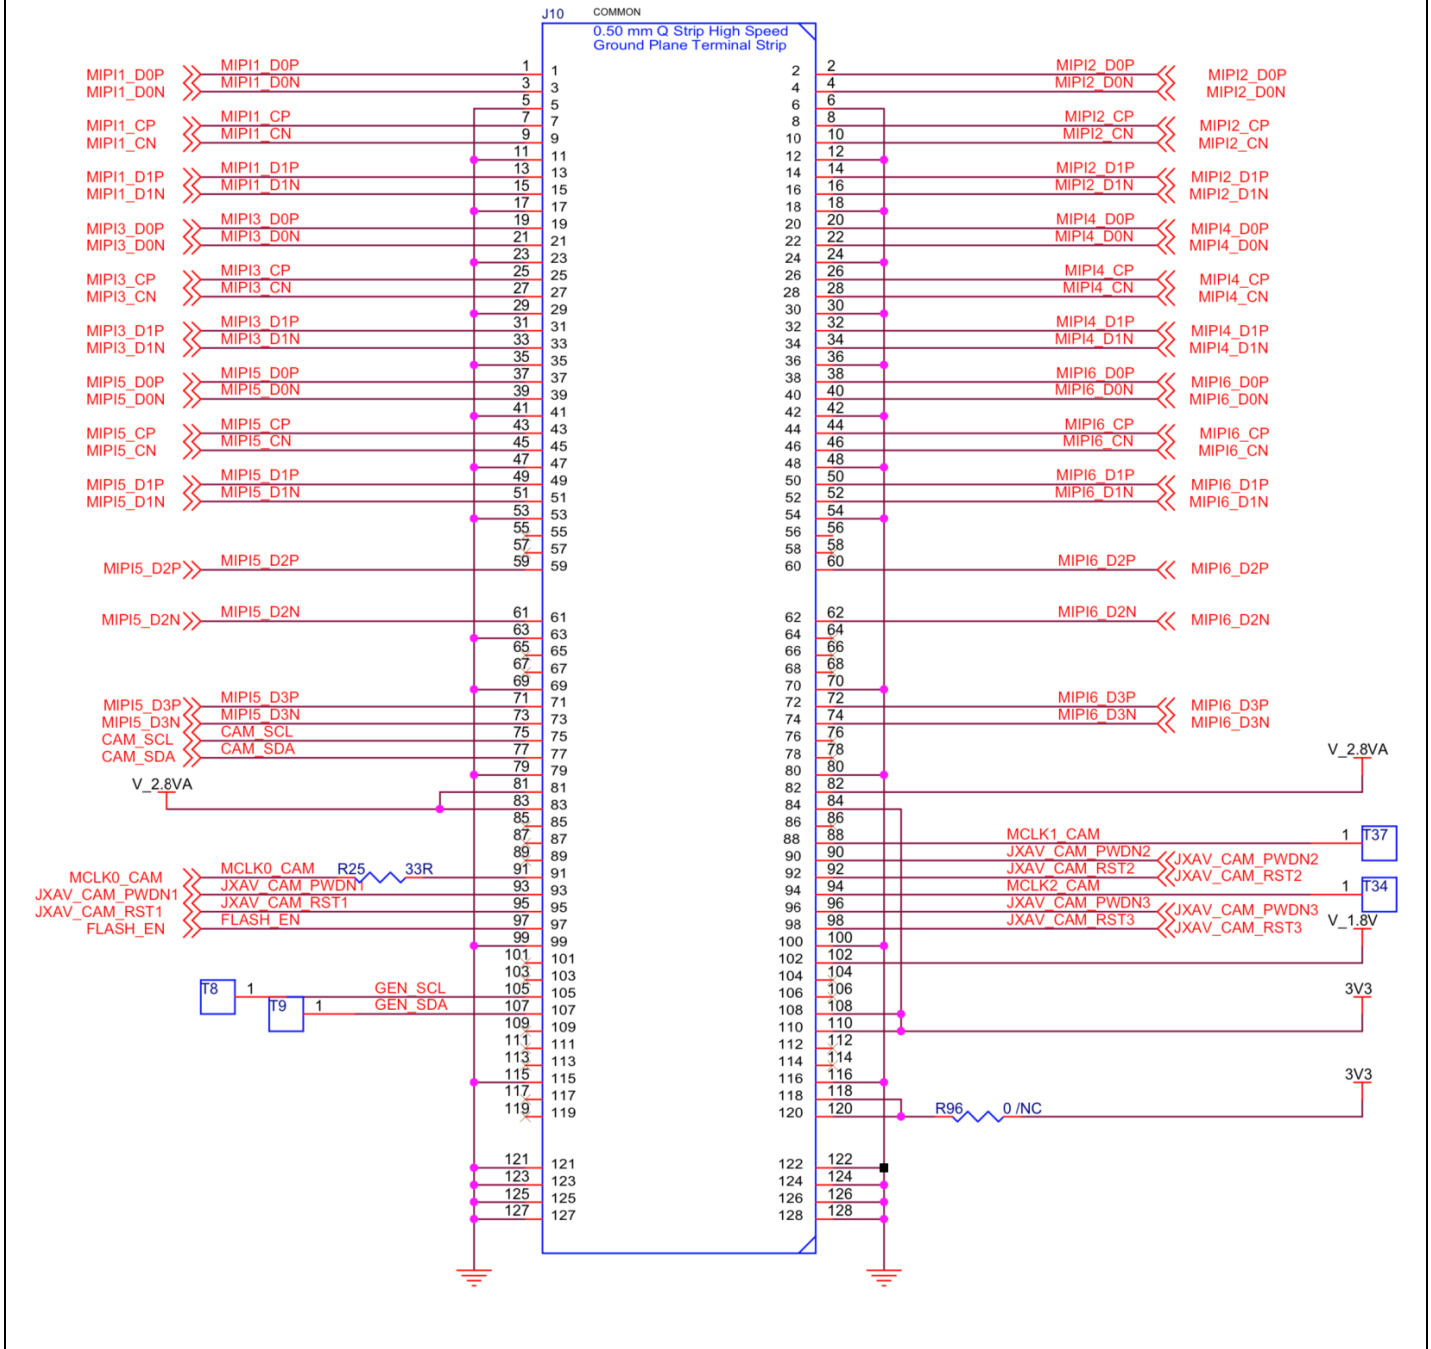 J10 COMMON
0.50 mm Q Strip High Speed
Ground Plane Terminal Strip
MIPI1_D0P MIPI1_D0P 1 1 2 2 MIPI2_D0P MIPI2_D0P
MIPI1_D0N MIPI1_D0N 3 3 4 4 MIPI2_D0N MIPI2_D0N
5 5 6 6
MIPI1_CP MIPI1_CP 7 7 8 8 MIPI2_CP MIPI2_CP
MIPI1_CN MIPI1_CN 9 9 10 10 MIPI2_CN MIPI2_CN
11 11 12 12
MIPI1_D1P MIPI1_D1P 13 13 14 14 MIPI2_D1P MIPI2_D1P
MIPI1_D1N MIPI1_D1N 15 15 16 16 MIPI2_D1N MIPI2_D1N
17 17 18 18
MIPI3_D0P MIPI3_D0P 19 19 20 20 MIPI4_D0P MIPI4_D0P
MIPI3_D0N MIPI3_D0N 21 21 22 22 MIPI4_D0N MIPI4_D0N
23 23 24 24
MIPI3_CP MIPI3_CP 25 25 26 26 MIPI4_CP MIPI4_CP
MIPI3_CN MIPI3_CN 27 27 28 28 MIPI4_CN MIPI4_CN
29 29 30 30
MIPI3_D1P MIPI3_D1P 31 31 32 32 MIPI4_D1P MIPI4_D1P
MIPI3_D1N MIPI3_D1N 33 33 34 34 MIPI4_D1N MIPI4_D1N
35 35 36 36
MIPI5_D0P MIPI5_D0P 37 37 38 38 MIPI6_D0P MIPI6_D0P
MIPI5_D0N MIPI5_D0N 39 39 40 40 MIPI6_D0N MIPI6_D0N
41 41 42 42
MIPI5_CP MIPI5_CP 43 43 44 44 MIPI6_CP MIPI6_CP
MIPI5_CN MIPI5_CN 45 45 46 46 MIPI6_CN MIPI6_CN
47 47 48 48
MIPI5_D1P MIPI5_D1P 49 49 50 50 MIPI6_D1P MIPI6_D1P
MIPI5_D1N MIPI5_D1N 51 51 52 52 MIPI6_D1N MIPI6_D1N
53 53 54 54
55 55 56 56
57 57 58 58
MIPI5_D2P MIPI5_D2P 59 59 60 60 MIPI6_D2P MIPI6_D2P
MIPI5_D2N MIPI5_D2N 61 61 62 62 MIPI6_D2N MIPI6_D2N
63 63 64 64
65 65 66 66
67 67 68 68
69 69 70 70
MIPI5_D3P MIPI5_D3P 71 71 72 72 MIPI6_D3P MIPI6_D3P
MIPI5_D3N MIPI5_D3N 73 73 74 74 MIPI6_D3N MIPI6_D3N
CAM_SCL CAM_SCL 75 75 76 76
CAM_SDA CAM_SDA 77 77 78 78 V_2.8VA
79 79 80 80
V_2.8VA 81 81 82 82
83 83 84 84
85 85 86 86
87 87 88 88 MCLK1_CAM 1 T37
89 89 90 90 JXAV_CAM_PWDN2 JXAV_CAM_PWDN2
MCLK0_CAM MCLK0_CAM R25 33R 91 91 92 92 JXAV_CAM_RST2 JXAV_CAM_RST2
JXAV_CAM_PWDN1 JXAV_CAM_PWDN1 93 93 94 94 MCLK2_CAM 1 T34
JXAV_CAM_RST1 JXAV_CAM_RST1 95 95 96 96 JXAV_CAM_PWDN3 JXAV_CAM_PWDN3
FLASH_EN FLASH_EN 97 97 98 98 JXAV_CAM_RST3 JXAV_CAM_RST3 V_1.8V
99 99 100 100
101 101 102 102
103 103 104 104
T8 1 GEN_SCL 105 105 106 106 3V3
T9 1 GEN_SDA 107 107 108 108
109 109 110 110
111 111 112 112
113 113 114 114
115 115 116 116 3V3
117 117 118 118
119 119 120 120 R96 0 /NC
121 121 122 122
123 123 124 124
125 125 126 126
127 127 128 128